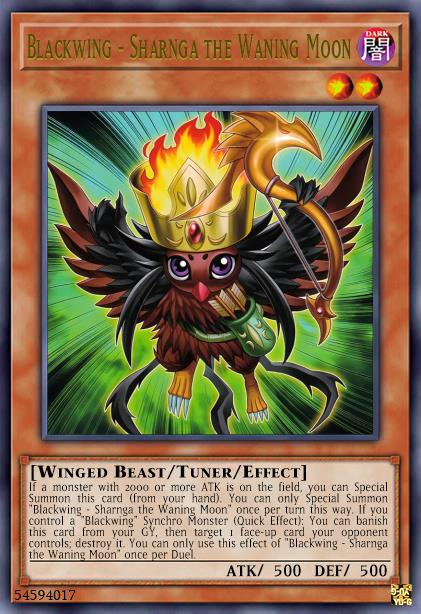 Blackwing - Sharnga the Waning Moon
DARK
闇
[Winged Beast/Tuner/Effect]
If a monster with 2000 or more ATK is on the field, you can Special
Summon this card (from your hand). You can only Special Summon
"Blackwing - Sharnga the Waning Moon" once per turn this way. If you
control a "Blackwing" Synchro Monster (Quick Effect): You can banish
this card from your GY, then target 1 face-up card your opponent
controls; destroy it. You can only use this effect of "Blackwing - Sharnga
the Waning Moon" once per Duel.
ATK/ 500 DEF/ 500
54594017